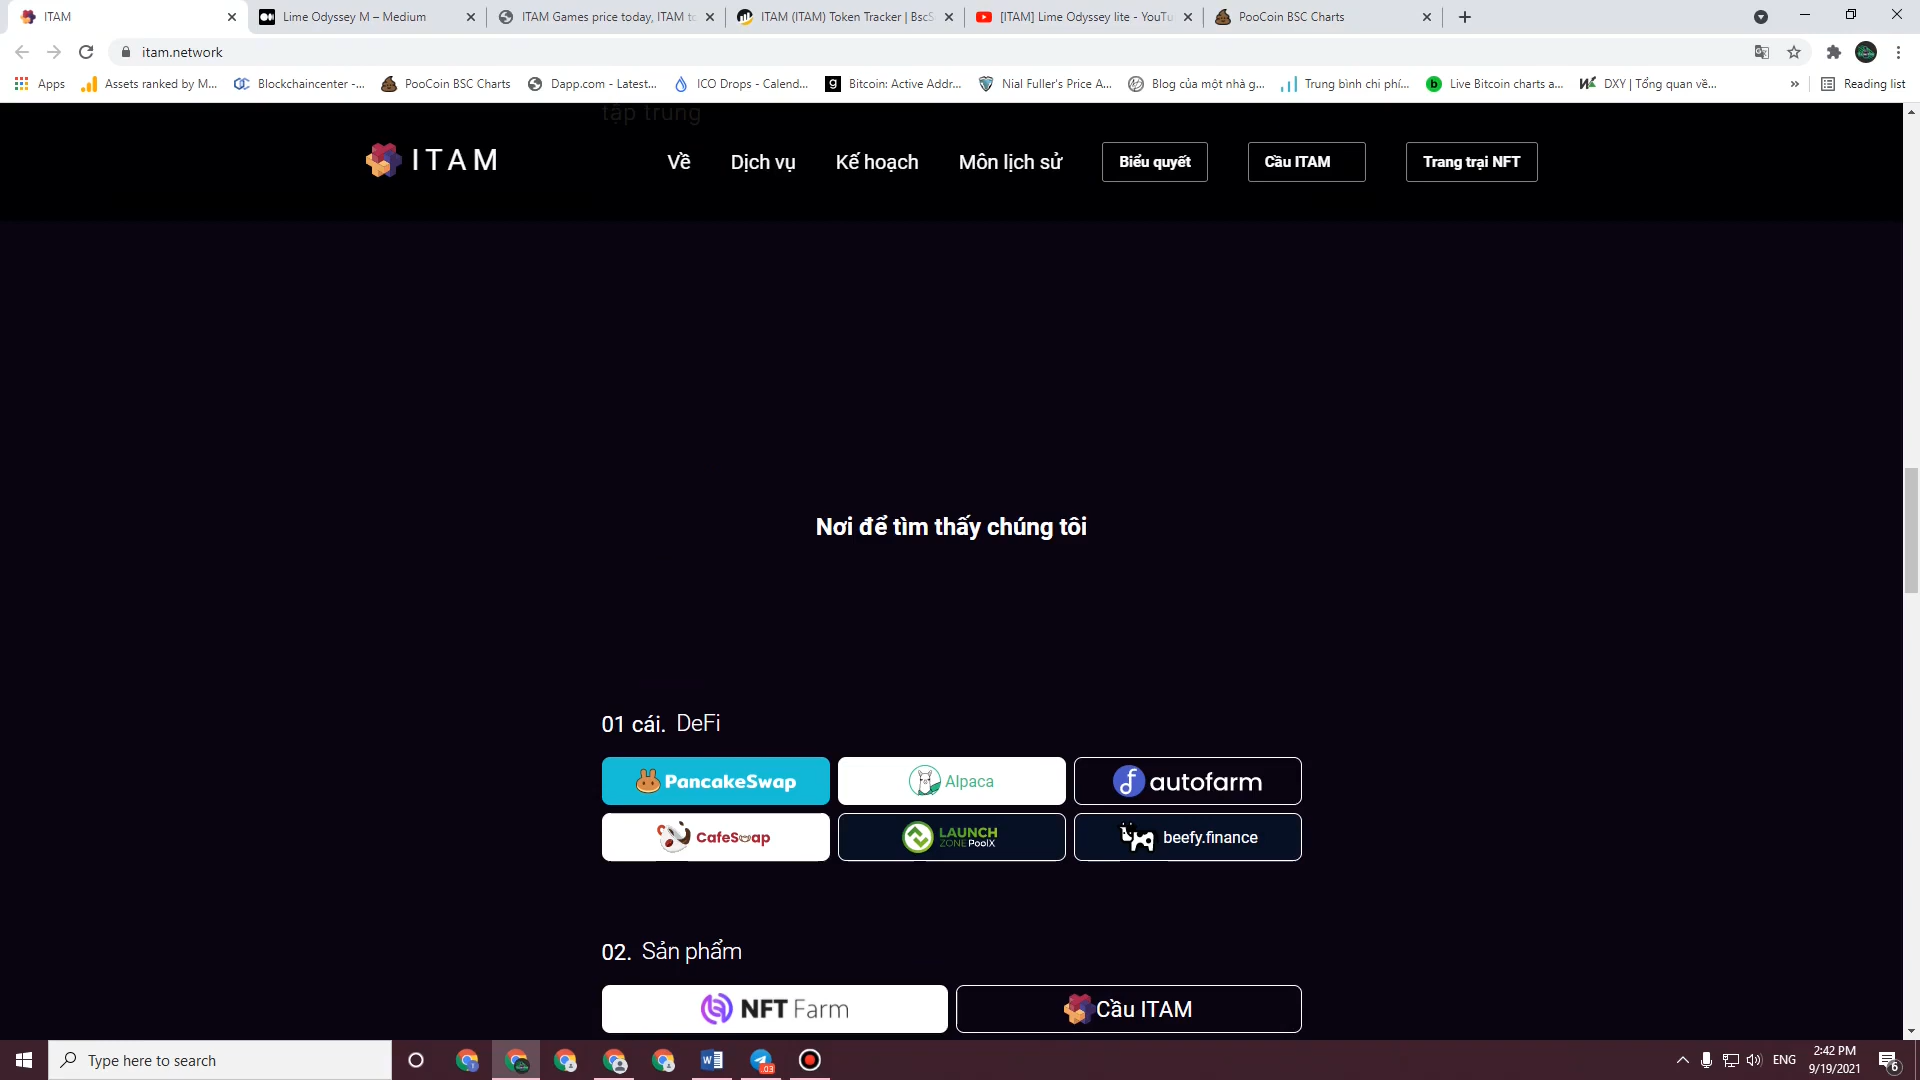 ITAM
Lime Odyssey M – Medium
ITAM Games price today, ITAM to
ITAM (ITAM) Token Tracker | BscS
[ITAM] Lime Odyssey lite - YouTu
PooCoin BSC Charts
itam.network
Apps
Assets ranked by M...
Blockchaincenter -...
PooCoin BSC Charts
Dapp.com - Latest...
ICO Drops - Calend...
Bitcoin: Active Addr...
Nial Fuller's Price A...
Blog của một nhà g...
Trung bình chi phí...
Live Bitcoin charts a...
DXY | Tổng quan về...
»
Reading list
tập trung
ITAM
Về
Dịch vụ
Kế hoạch
Môn lịch sử
Biểu quyết
Cầu ITAM
Trang trại NFT
Nơi để tìm thấy chúng tôi
01 cái. DeFi
PancakeSwap
Alpaca
autofarm
CafeSwap
LAUNCH
ZONE PoolX
beefy.finance
02. Sản phẩm
NFT Farm
Cầu ITAM
Type here to search
.03
ENG
2:42 PM
9/19/2021
6